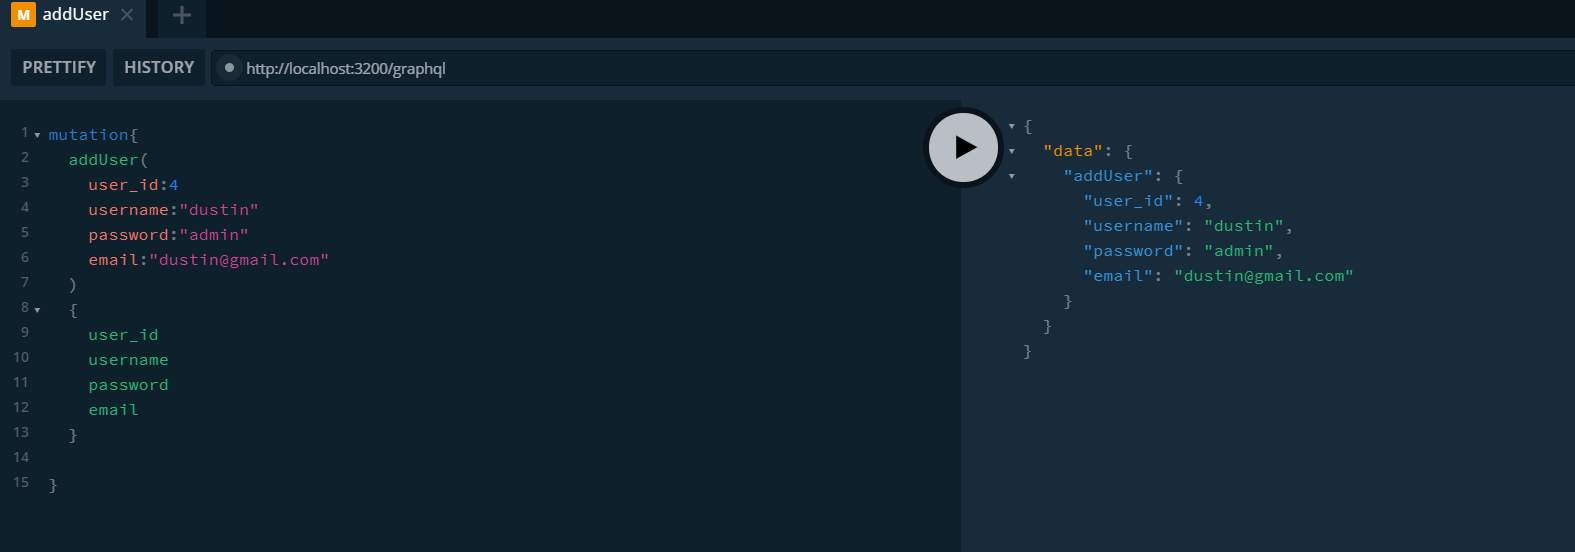 M addUser
PRETTIFY HISTORY http://localhost:3200/graphql
1 mutation{
2 addUser(
3 user_id:4
4 username:"dustin"
5 password:"admin"
6 email:"dustin@gmail.com"
7 )
8 {
9 user_id
10 username
11 password
12 email
13 }
14
15 }
{
"data": {
"addUser": {
"user_id": 4,
"username": "dustin",
"password": "admin",
"email": "dustin@gmail.com"
}
}
}